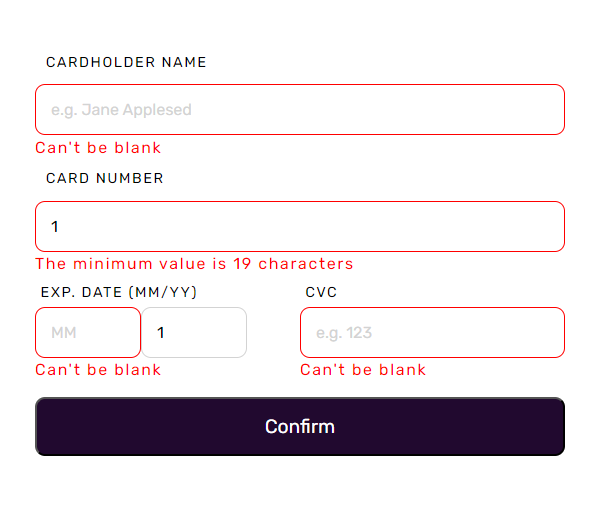 CARDHOLDER NAME
e.g. Jane Applesed
Can't be blank
CARD NUMBER
1
The minimum value is 19 characters
EXP. DATE (MM/YY) CVC
MM 1 e.g. 123
Can't be blank Can't be blank
Confirm